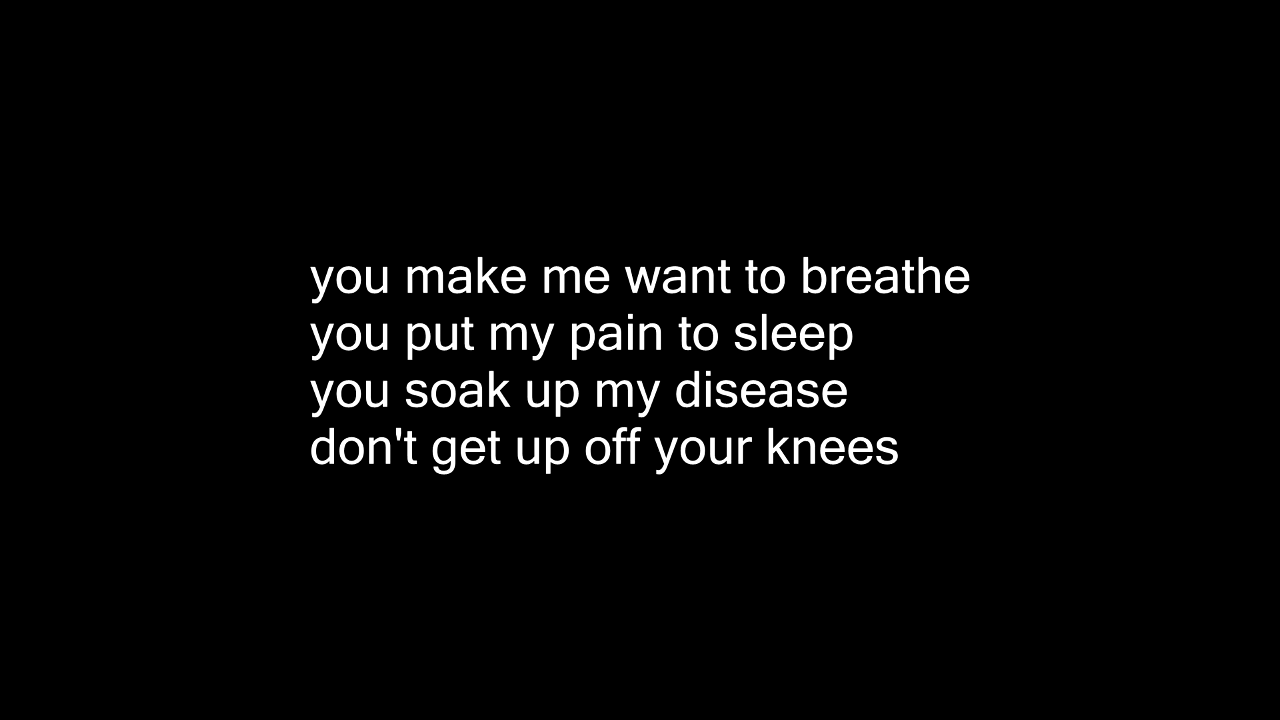 you make me want to breathe
you put my pain to sleep
you soak up my disease
don't get up off your knees